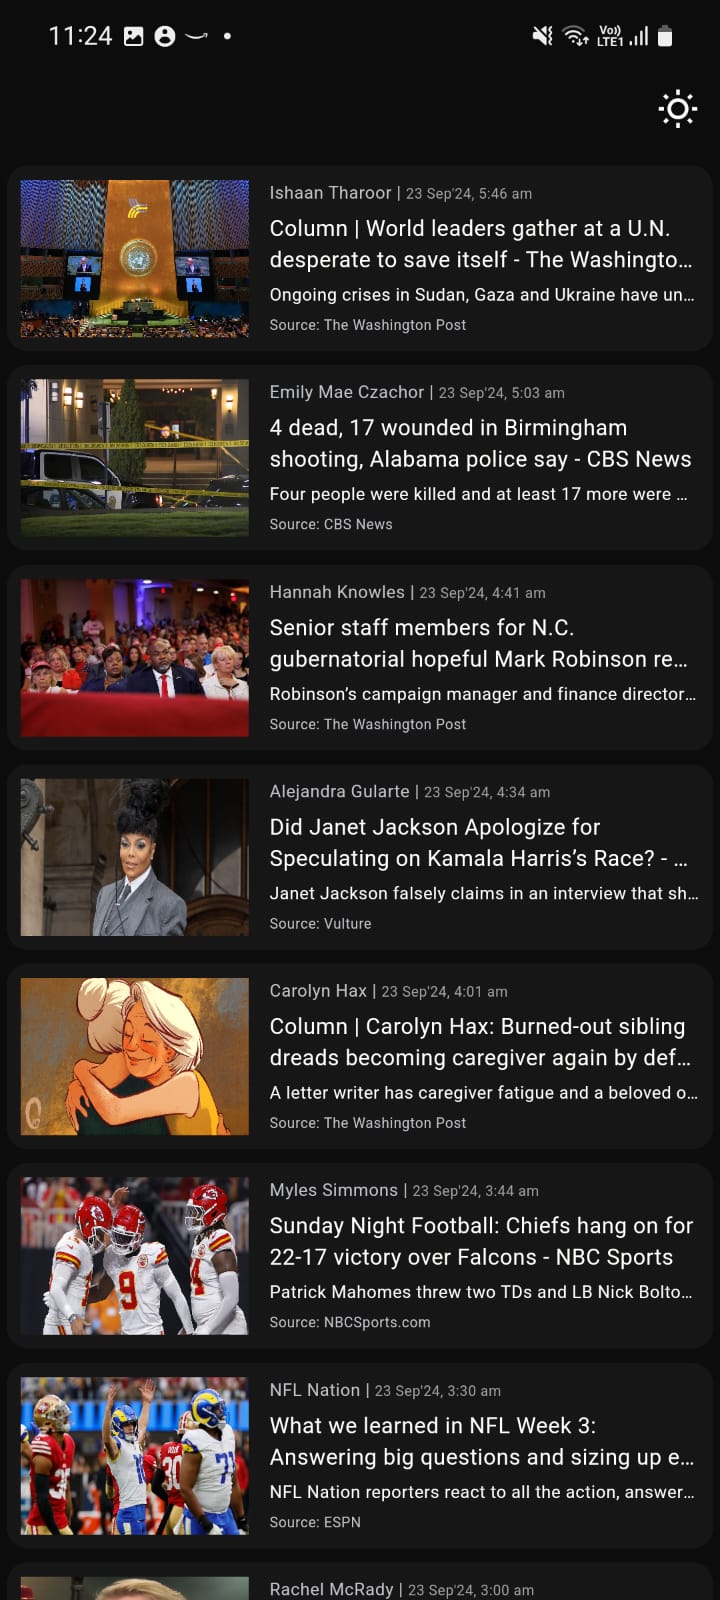 11:24
Vo))
LTE1
Ishaan Tharoor | 23 Sep'24, 5:46 am
Column | World leaders gather at a U.N.
desperate to save itself - The Washingto…
Ongoing crises in Sudan, Gaza and Ukraine have un…
Source: The Washington Post
Emily Mae Czachor | 23 Sep'24, 5:03 am
4 dead, 17 wounded in Birmingham
shooting, Alabama police say - CBS News
Four people were killed and at least 17 more were …
Source: CBS News
Hannah Knowles | 23 Sep'24, 4:41 am
Senior staff members for N.C.
gubernatorial hopeful Mark Robinson re…
Robinson’s campaign manager and finance director…
Source: The Washington Post
Alejandra Gularte | 23 Sep'24, 4:34 am
Did Janet Jackson Apologize for
Speculating on Kamala Harris’s Race? - …
Janet Jackson falsely claims in an interview that sh…
Source: Vulture
Carolyn Hax | 23 Sep'24, 4:01 am
Column | Carolyn Hax: Burned-out sibling
dreads becoming caregiver again by def…
A letter writer has caregiver fatigue and a beloved o…
Source: The Washington Post
Myles Simmons | 23 Sep'24, 3:44 am
Sunday Night Football: Chiefs hang on for
22-17 victory over Falcons - NBC Sports
Patrick Mahomes threw two TDs and LB Nick Bolto…
Source: NBCSports.com
9
4
NFL Nation | 23 Sep'24, 3:30 am
What we learned in NFL Week 3:
Answering big questions and sizing up e…
NFL Nation reporters react to all the action, answer…
Source: ESPN
30
Rachel McRady | 23 Sep'24, 3:00 am